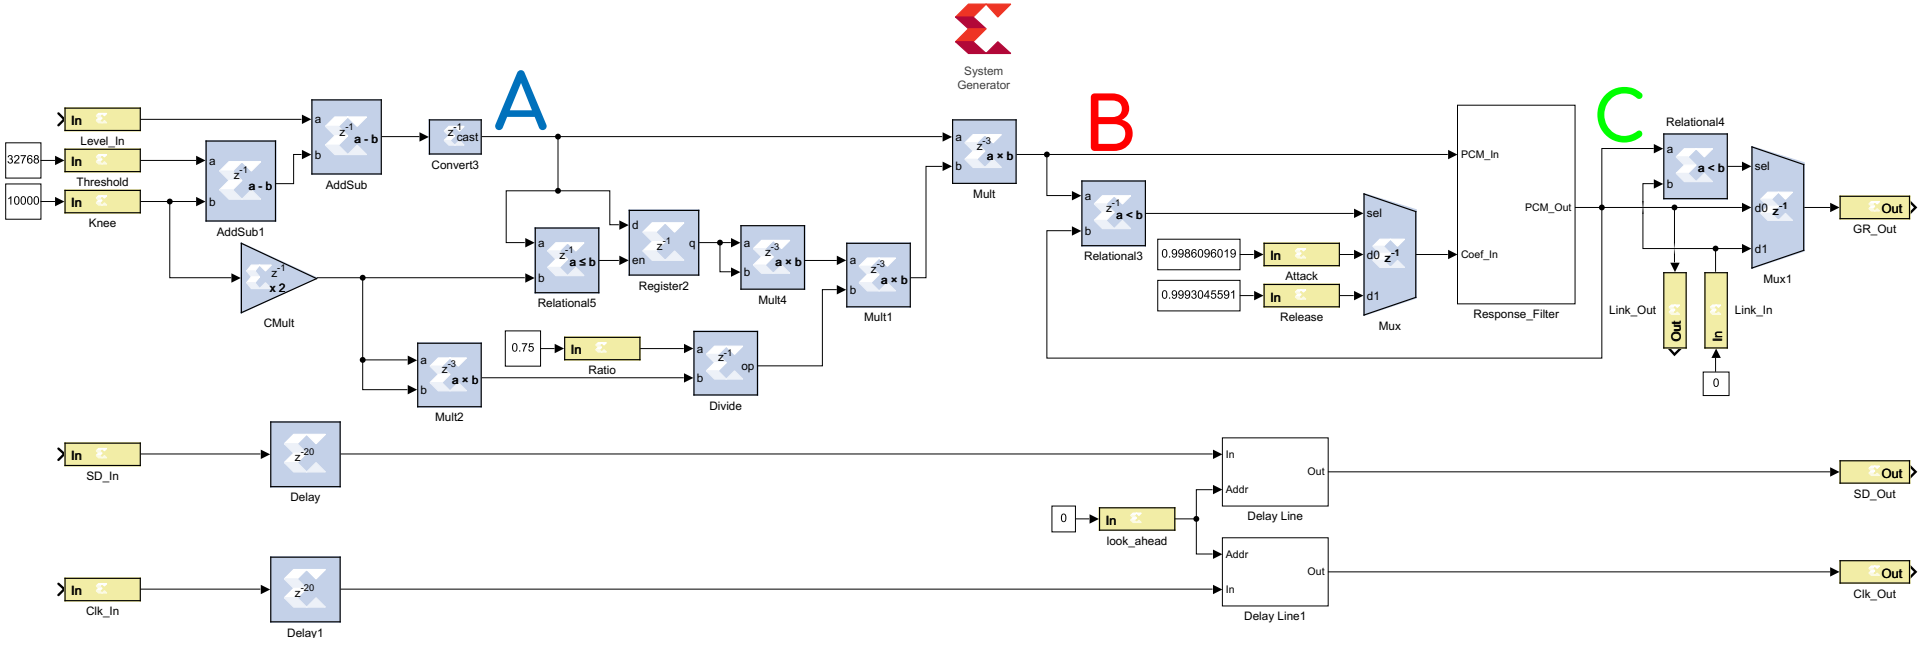 System
Generator
A
B
C
In
Level_In
32768
In
Threshold
10000
In
Knee
a
b
z-1
a - b
AddSub1
a
b
z-1
a - b
AddSub
z-1
cast
Convert3
z-1
x 2
CMult
a
b
z-1
a ≤ b
Relational5
d
en
z-1
q
Register2
a
b
z-3
a × b
Mult4
a
b
z-3
a × b
Mult1
a
b
z-3
a × b
Mult2
0.75
In
Ratio
a
b
z-1
op
Divide
a
b
z-3
a × b
Mult
a
b
z-1
a < b
Relational3
0.9986096019
In
Attack
0.9993045591
In
Release
sel
d0
d1
z-1
Mux
PCM_In
Coef_In
PCM_Out
Response_Filter
Relational4
a
b
z-1
a < b
sel
d0
d1
z-1
Mux1
Out
GR_Out
Link_Out
Out
Link_In
In
0
In
SD_In
z-20
Delay
In
Addr
Out
Delay Line
Out
SD_Out
0
In
look_ahead
In
Clk_In
z-20
Delay1
Addr
In
Out
Delay Line1
Out
Clk_Out